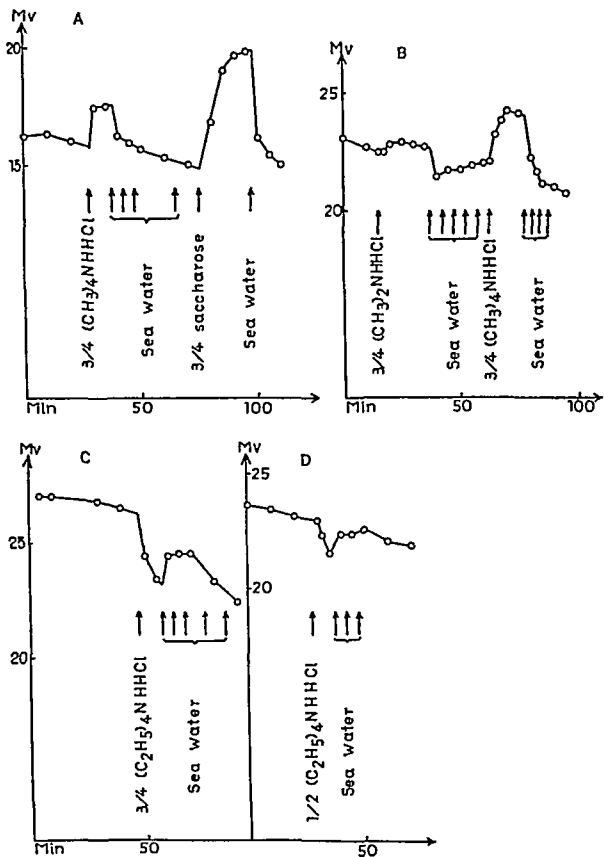 Mv
A
20
15
3/4 (CH3)4NHHCl
Sea water
3/4 saccharose
Sea water
Min
50
100
Mv
B
25
20
3/4 (CH3)2NHHCl
Sea water
3/4 (CH3)4NHHCl
Sea water
50
100
Mv
C
25
20
3/4 (C2H5)4NHHCl
Sea water
Min
50
Mv
D
25
20
1/2 (C2H5)4NHHCl
Sea water
50